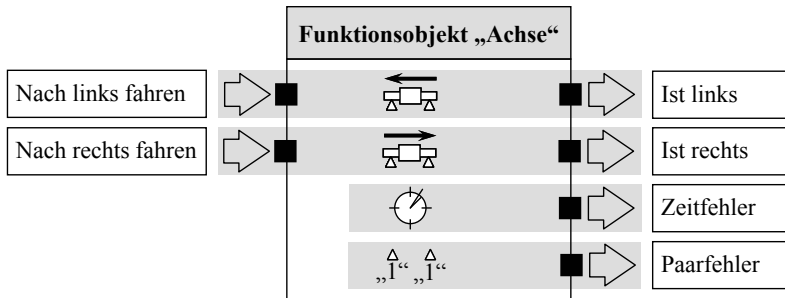 Funktionsobjekt „Achse“
Nach links fahren
Ist links
Nach rechts fahren
Ist rechts
Zeitfehler
„1“ „1“
Paarfehler